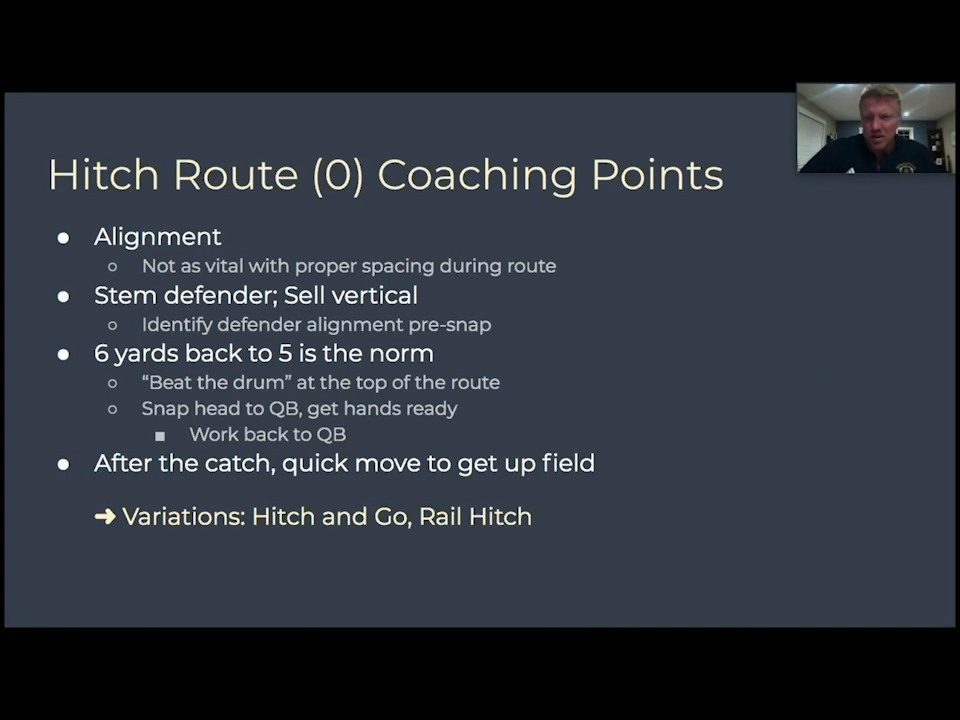 Hitch Route (0) Coaching Points
● Alignment
○ Not as vital with proper spacing during route
● Stem defender; Sell vertical
○ Identify defender alignment pre-snap
● 6 yards back to 5 is the norm
○ “Beat the drum” at the top of the route
○ Snap head to QB, get hands ready
■ Work back to QB
● After the catch, quick move to get up field
➜ Variations: Hitch and Go, Rail Hitch